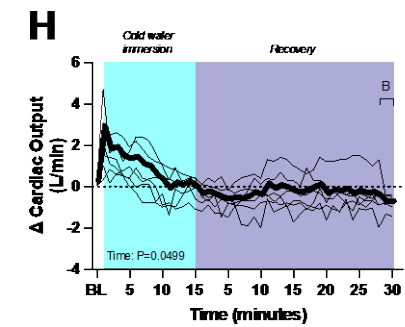 H
Cold water
immersion
Recovery
6
4
2
0
-2
-4
Δ Cardiac Output
(L/min)
B
Time: P=0.0499
BL 5 10 15 5 10 15 20 25 30
Time (minutes)